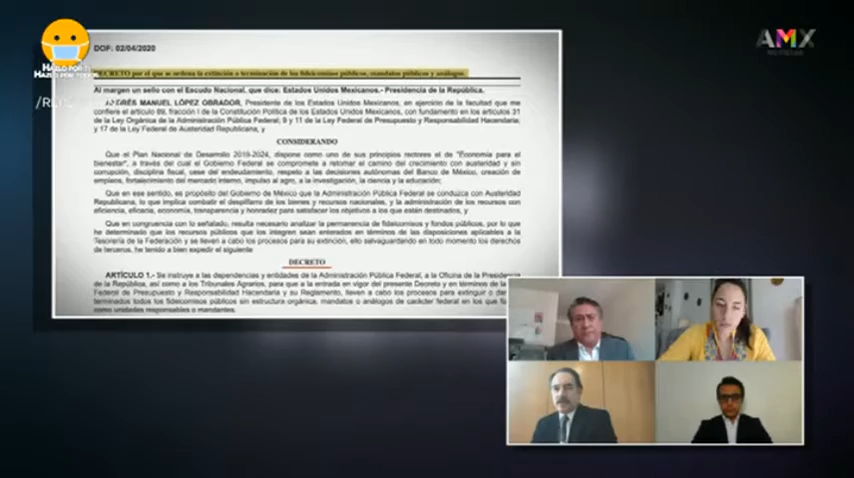 DOF: 02/04/2020
AMX
NOTICIAS
HAZLO POR TI
HAZLO POR TODOS
DECRETO por el que se ordena la extinción o terminación de los fideicomisos públicos, mandatos públicos y análogos.
Al margen un sello con el Escudo Nacional, que dice: Estados Unidos Mexicanos.- Presidencia de la República.
ANDRÉS MANUEL LÓPEZ OBRADOR, Presidente de los Estados Unidos Mexicanos, en ejercicio de la facultad que me
confiere el artículo 89, fracción I de la Constitución Política de los Estados Unidos Mexicanos, con fundamento en los artículos 31
de la Ley Orgánica de la Administración Pública Federal; 9 y 11 de la Ley Federal de Presupuesto y Responsabilidad Hacendaria;
y 17 de la Ley Federal de Austeridad Republicana, y
CONSIDERANDO
Que el Plan Nacional de Desarrollo 2019-2024, dispone como uno de sus principios rectores el de "Economía para el
bienestar", a través del cual el Gobierno Federal se compromete a retomar el camino del crecimiento con austeridad y sin
corrupción, disciplina fiscal, cese del endeudamiento, respeto a las decisiones autónomas del Banco de México, creación de
empleos, fortalecimiento del mercado interno, impulso al agro, a la investigación, la ciencia y la educación;
Que en ese sentido, es propósito del Gobierno de México que la Administración Pública Federal se conduzca con Austeridad
Republicana, lo que implica combatir el despilfarro de los bienes y recursos nacionales, y la administración de los recursos con
eficiencia, eficacia, economía, transparencia y honradez para satisfacer los objetivos a los que están destinados, y
Que en congruencia con lo señalado, resulta necesario analizar la permanencia de fideicomisos y fondos públicos, por lo que
he determinado que los recursos públicos que los integren sean enterados en términos de las disposiciones aplicables a la
Tesorería de la Federación y se lleven a cabo los procesos para su extinción, ello salvaguardando en todo momento los derechos
de terceros, he tenido a bien expedir el siguiente
DECRETO
ARTÍCULO 1.- Se instruye a las dependencias y entidades de la Administración Pública Federal, a la Oficina de la Presidencia
de la República, así como a los Tribunales Agrarios, para que a la entrada en vigor del presente Decreto y en términos de la
Federal de Presupuesto y Responsabilidad Hacendaria y su Reglamento, lleven a cabo los procesos para extinguir o
terminados todos los fideicomisos públicos sin estructura orgánica, mandatos o análogos de carácter federal en los que
como unidades responsables o mandantes.